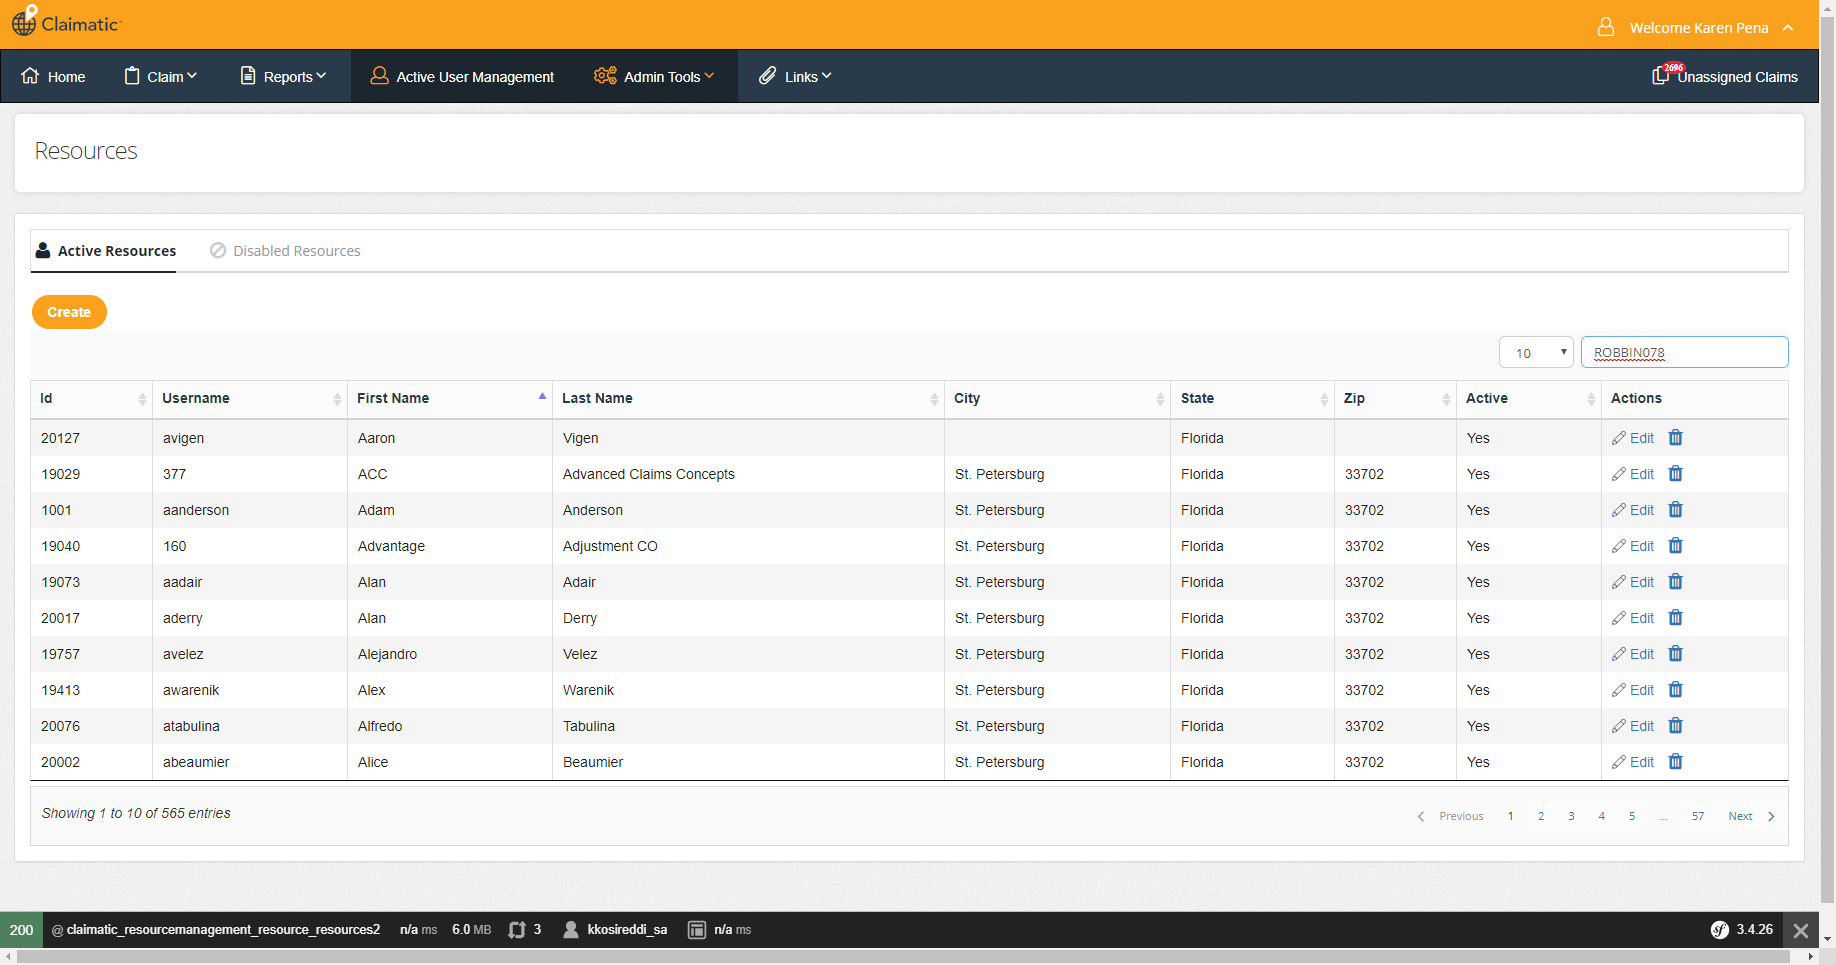 Claimatic
Welcome Karen Pena
Home Claim Reports Active User Management Admin Tools Links 2696 Unassigned Claims
Resources
Active Resources Disabled Resources
Create
10 ROBBIN078
Id Username First Name Last Name City State Zip Active Actions
20127 avigen Aaron Vigen Florida Yes Edit
19029 377 ACC Advanced Claims Concepts St. Petersburg Florida 33702 Yes Edit
1001 aanderson Adam Anderson St. Petersburg Florida 33702 Yes Edit
19040 160 Advantage Adjustment CO St. Petersburg Florida 33702 Yes Edit
19073 aadair Alan Adair St. Petersburg Florida 33702 Yes Edit
20017 aderry Alan Derry St. Petersburg Florida 33702 Yes Edit
19757 avelez Alejandro Velez St. Petersburg Florida 33702 Yes Edit
19413 awarenik Alex Warenik St. Petersburg Florida 33702 Yes Edit
20076 atabulina Alfredo Tabulina St. Petersburg Florida 33702 Yes Edit
20002 abeaumier Alice Beaumier St. Petersburg Florida 33702 Yes Edit
Showing 1 to 10 of 565 entries
Previous 1 2 3 4 5 ... 57 Next
200 @ claimatic_resourcemanagement_resource_resources2 n/a ms 6.0 MB 3 kkosireddi_sa n/a ms sf 3.4.26